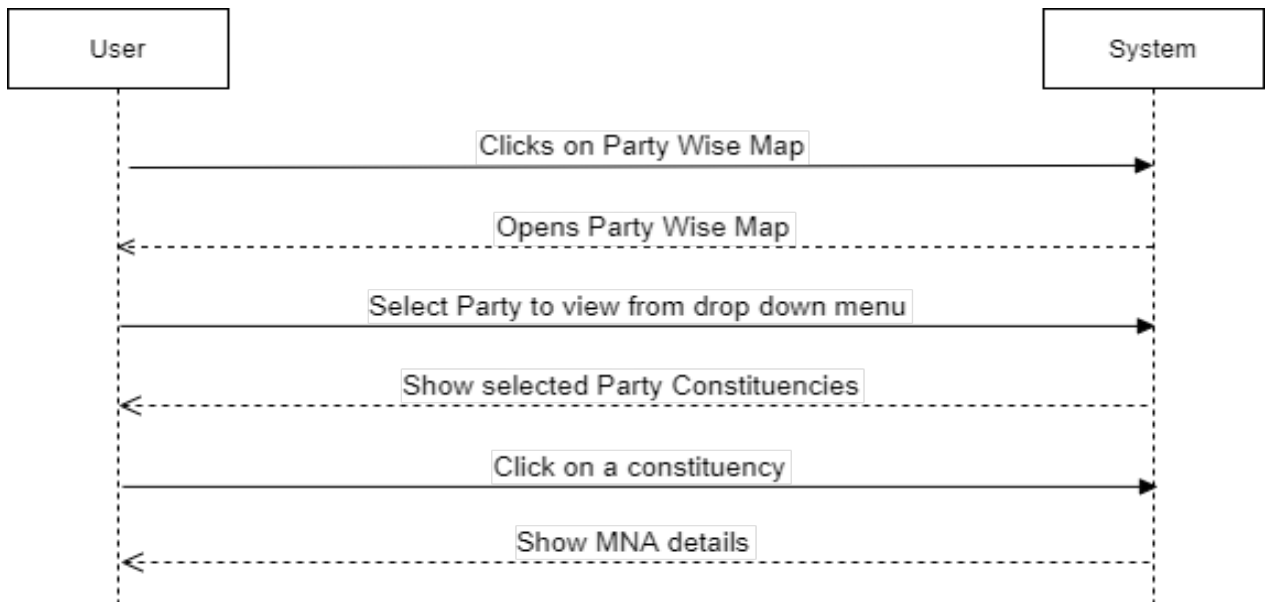 User
System
Clicks on Party Wise Map
Opens Party Wise Map
Select Party to view from drop down menu
Show selected Party Constituencies
Click on a constituency
Show MNA details